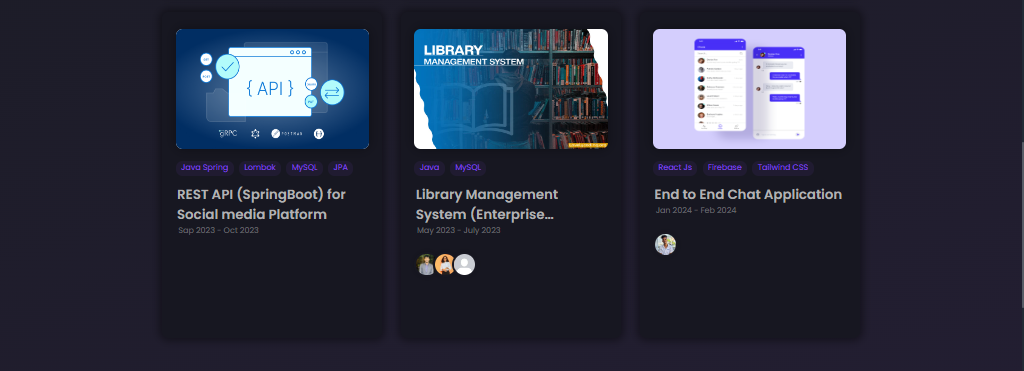 { API }
GRPC
POSTMAN
Java Spring
Lombok
MySQL
JPA
REST API (SpringBoot) for
Social media Platform
Sap 2023 - Oct 2023
LIBRARY
MANAGEMENT SYSTEM
Java
MySQL
Library Management
System (Enterprise...
May 2023 - July 2023
React Js
Firebase
Tailwind CSS
End to End Chat Application
Jan 2024 - Feb 2024